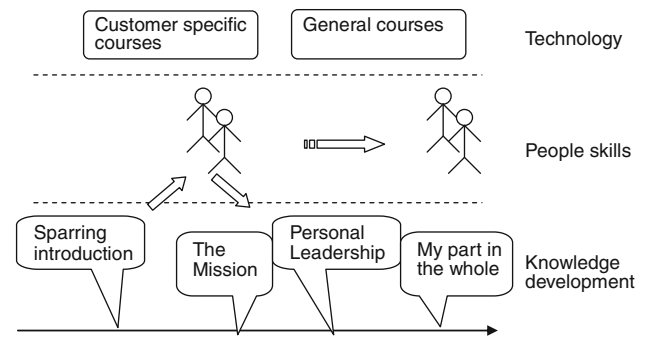 Customer specific
courses
General courses
Technology
People skills
Sparring
introduction
The
Mission
Personal
Leadership
My part in
the whole
Knowledge
development